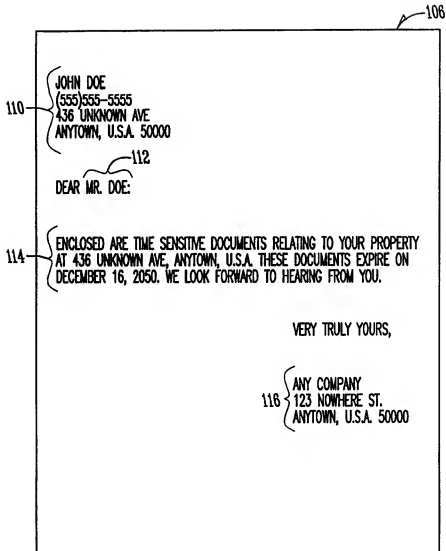 106
JOHN DOE
(555)555-5555
110
436 UNKNOWN AVE
ANYTOWN, U.S.A. 50000
112
DEAR MR. DOE:
ENCLOSED ARE TIME SENSITIVE DOCUMENTS RELATING TO YOUR PROPERTY
114
AT 436 UNKNOWN AVE, ANYTOWN, U.S.A. THESE DOCUMENTS EXPIRE ON
DECEMBER 16, 2050. WE LOOK FORWARD TO HEARING FROM YOU.
VERY TRULY YOURS,
ANY COMPANY
116
123 NOWHERE ST.
ANYTOWN, U.S.A. 50000